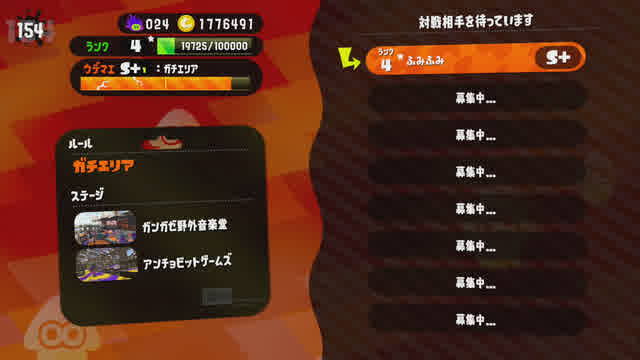 154
024
1776491
ランク 4 19725/100000
ウデマエ S+1 : ガチエリア
ルール
ガチエリア
ステージ
ガンガゼ野外音楽堂
アンチョビットゲームズ
対戦相手を待っています
ランク 4 ふみふみ S+
募集中...
募集中...
募集中...
募集中...
募集中...
募集中...
募集中...